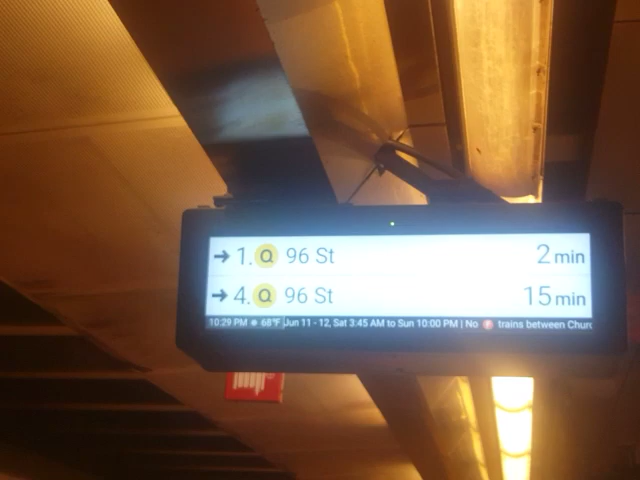 → 1. Q 96 St 2 min
→ 4. Q 96 St 15 min
10:29 PM 68°F Jun 11 - 12, Sat 3:45 AM to Sun 10:00 PM | No trains between Churc